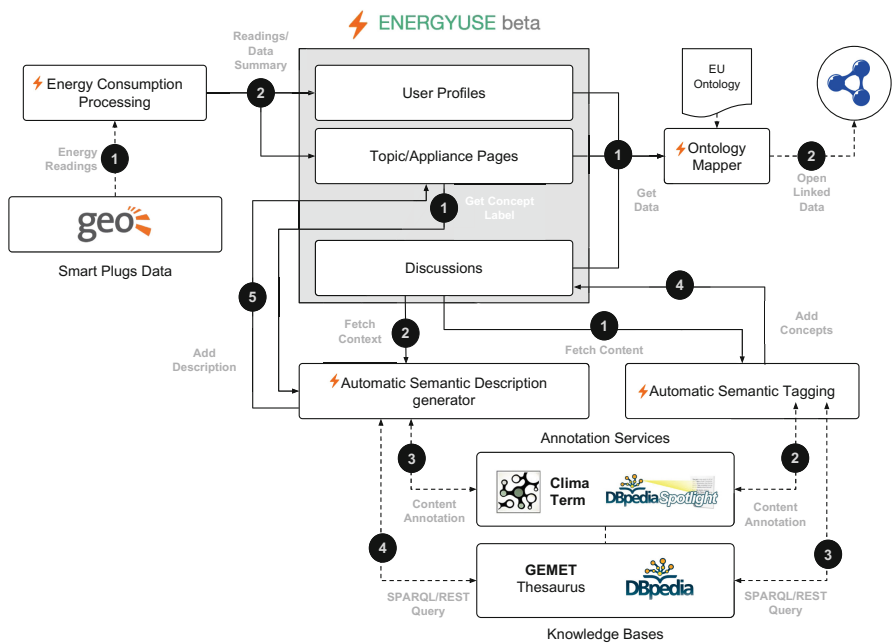 ENERGYUSE beta
Readings/
Data
Summary
Energy Consumption
Processing
2
User Profiles
EU
Ontology
Topic/Appliance Pages
1
Ontology
Mapper
2
Energy
Readings
1
Get Data
Open
Linked
Data
geo
Smart Plugs Data
1
Get Concept
Label
Discussions
5
4
Fetch
Context
2
1
Fetch Content
Add
Concepts
Add
Description
Automatic Semantic Description
generator
Automatic Semantic Tagging
Annotation Services
3
2
Clima
Term
DBpedia
Spotlight
Content
Annotation
Content
Annotation
4
3
GEMET
Thesaurus
DBpedia
SPARQL/REST
Query
SPARQL/REST
Query
Knowledge Bases